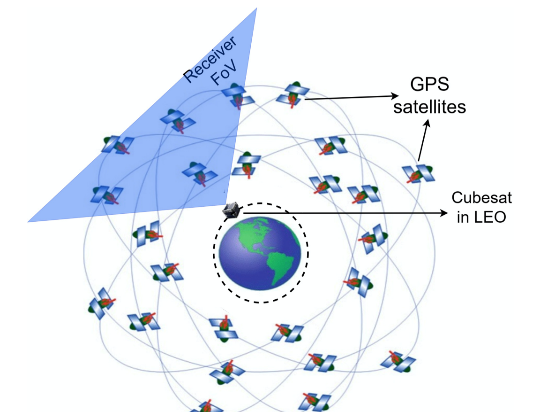 Receiver
FoV
GPS
satellites
Cubesat
in LEO